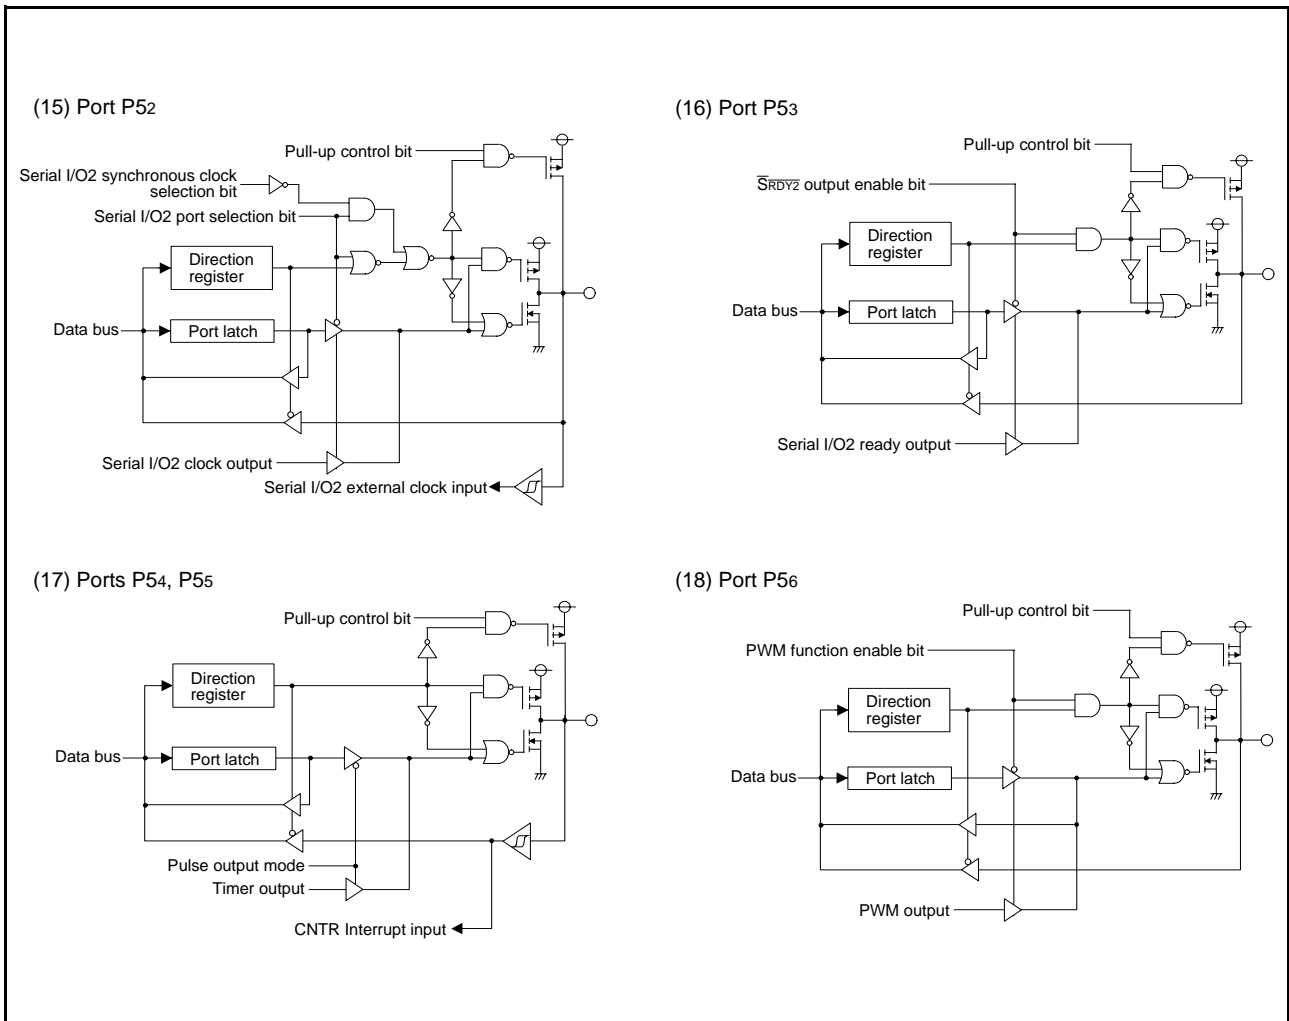 (15) Port P52
Pull-up control bit
Serial I/O2 synchronous clock
selection bit
Serial I/O2 port selection bit
Direction
register
Data bus
Port latch
Serial I/O2 clock output
Serial I/O2 external clock input
(16) Port P53
Pull-up control bit
SRDY2 output enable bit
Direction
register
Data bus
Port latch
Serial I/O2 ready output
(17) Ports P54, P55
Pull-up control bit
Direction
register
Data bus
Port latch
Pulse output mode
Timer output
CNTR Interrupt input
(18) Port P56
Pull-up control bit
PWM function enable bit
Direction
register
Data bus
Port latch
PWM output